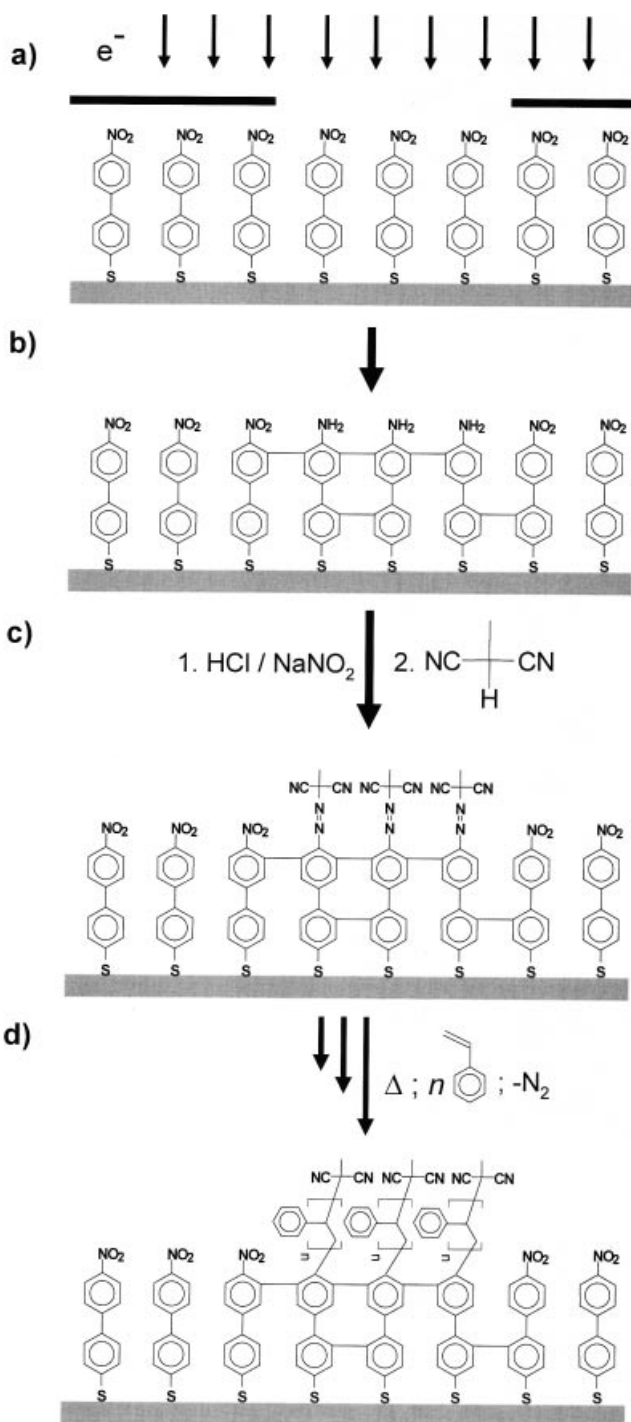 a) e⁻
NO₂ NO₂ NO₂ NO₂ NO₂ NO₂ NO₂ NO₂
S S S S S S S S
b)
NO₂ NO₂ NO₂ NH₂ NH₂ NH₂ NO₂ NO₂
S S S S S S S S
c)
1. HCl / NaNO₂ 2. NC CN
H
NC CN NC CN NC CN
N N N
N N N
NO₂ NO₂ NO₂ NO₂ NO₂
S S S S S S S S
d)
Δ ; n ; -N₂
NC CN NC CN NC CN
n n n
NO₂ NO₂ NO₂ NO₂ NO₂
S S S S S S S S